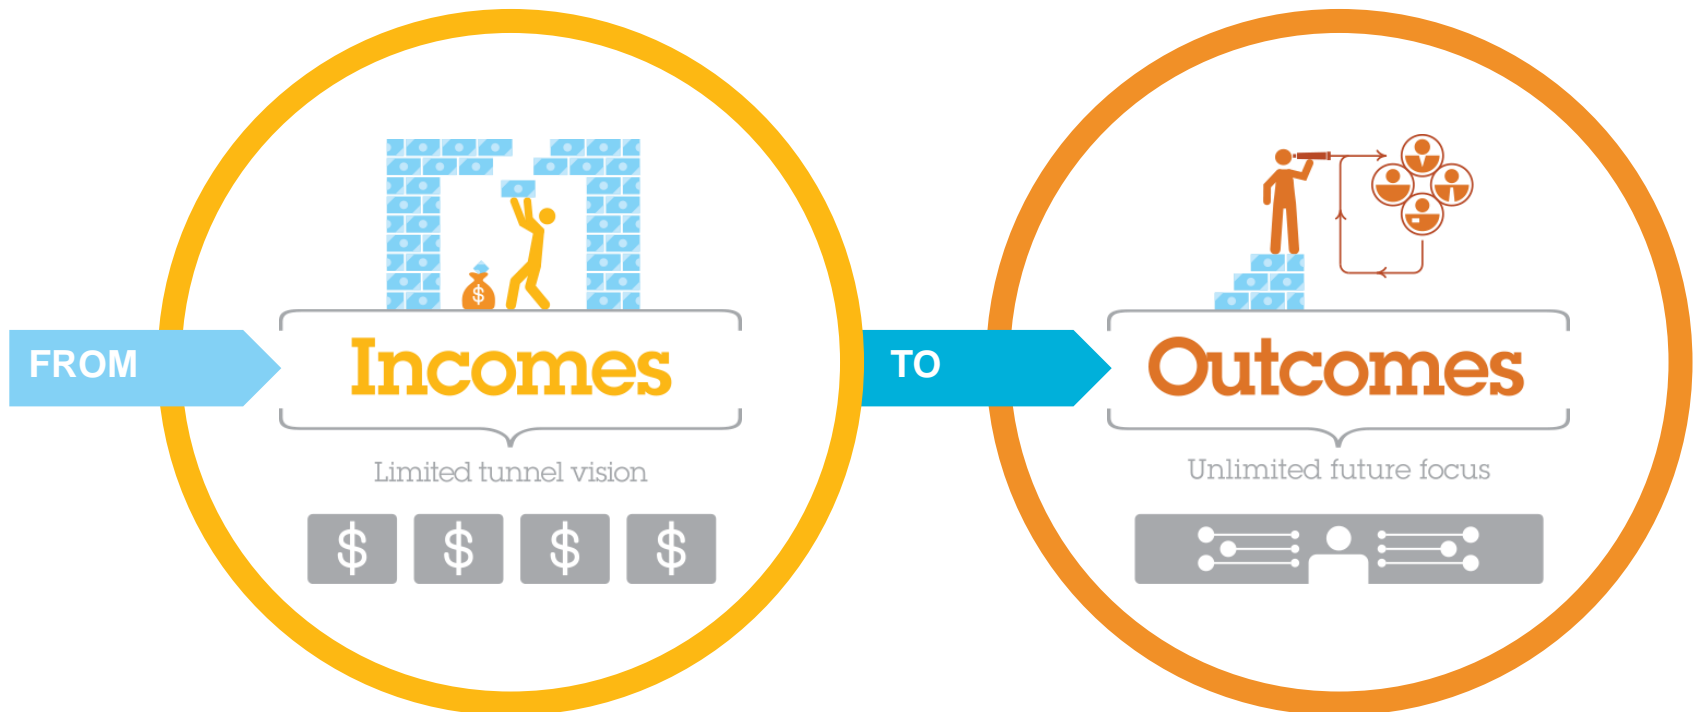 FROM
Incomes
Limited tunnel vision
$
$ $ $ $
TO
Outcomes
Unlimited future focus